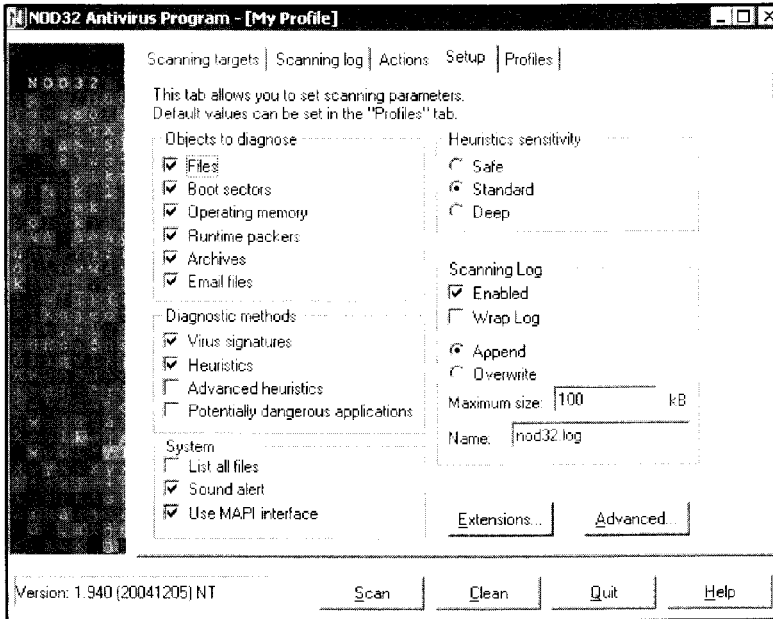 NOD32 Antivirus Program - [My Profile]
NOD32
Scanning targets
Scanning log
Actions
Setup
Profiles
This tab allows you to set scanning parameters.
Default values can be set in the "Profiles" tab.
Objects to diagnose
Files
Boot sectors
Operating memory
Runtime packers
Archives
Email files
Diagnostic methods
Virus signatures
Heuristics
Advanced heuristics
Potentially dangerous applications
System
List all files
Sound alert
Use MAPI interface
Heuristics sensitivity
Safe
Standard
Deep
Scanning Log
Enabled
Wrap Log
Append
Overwrite
Maximum size: 100 kB
Name: nod32.log
Extensions...
Advanced...
Version: 1.940 (20041205) NT
Scan
Clean
Quit
Help